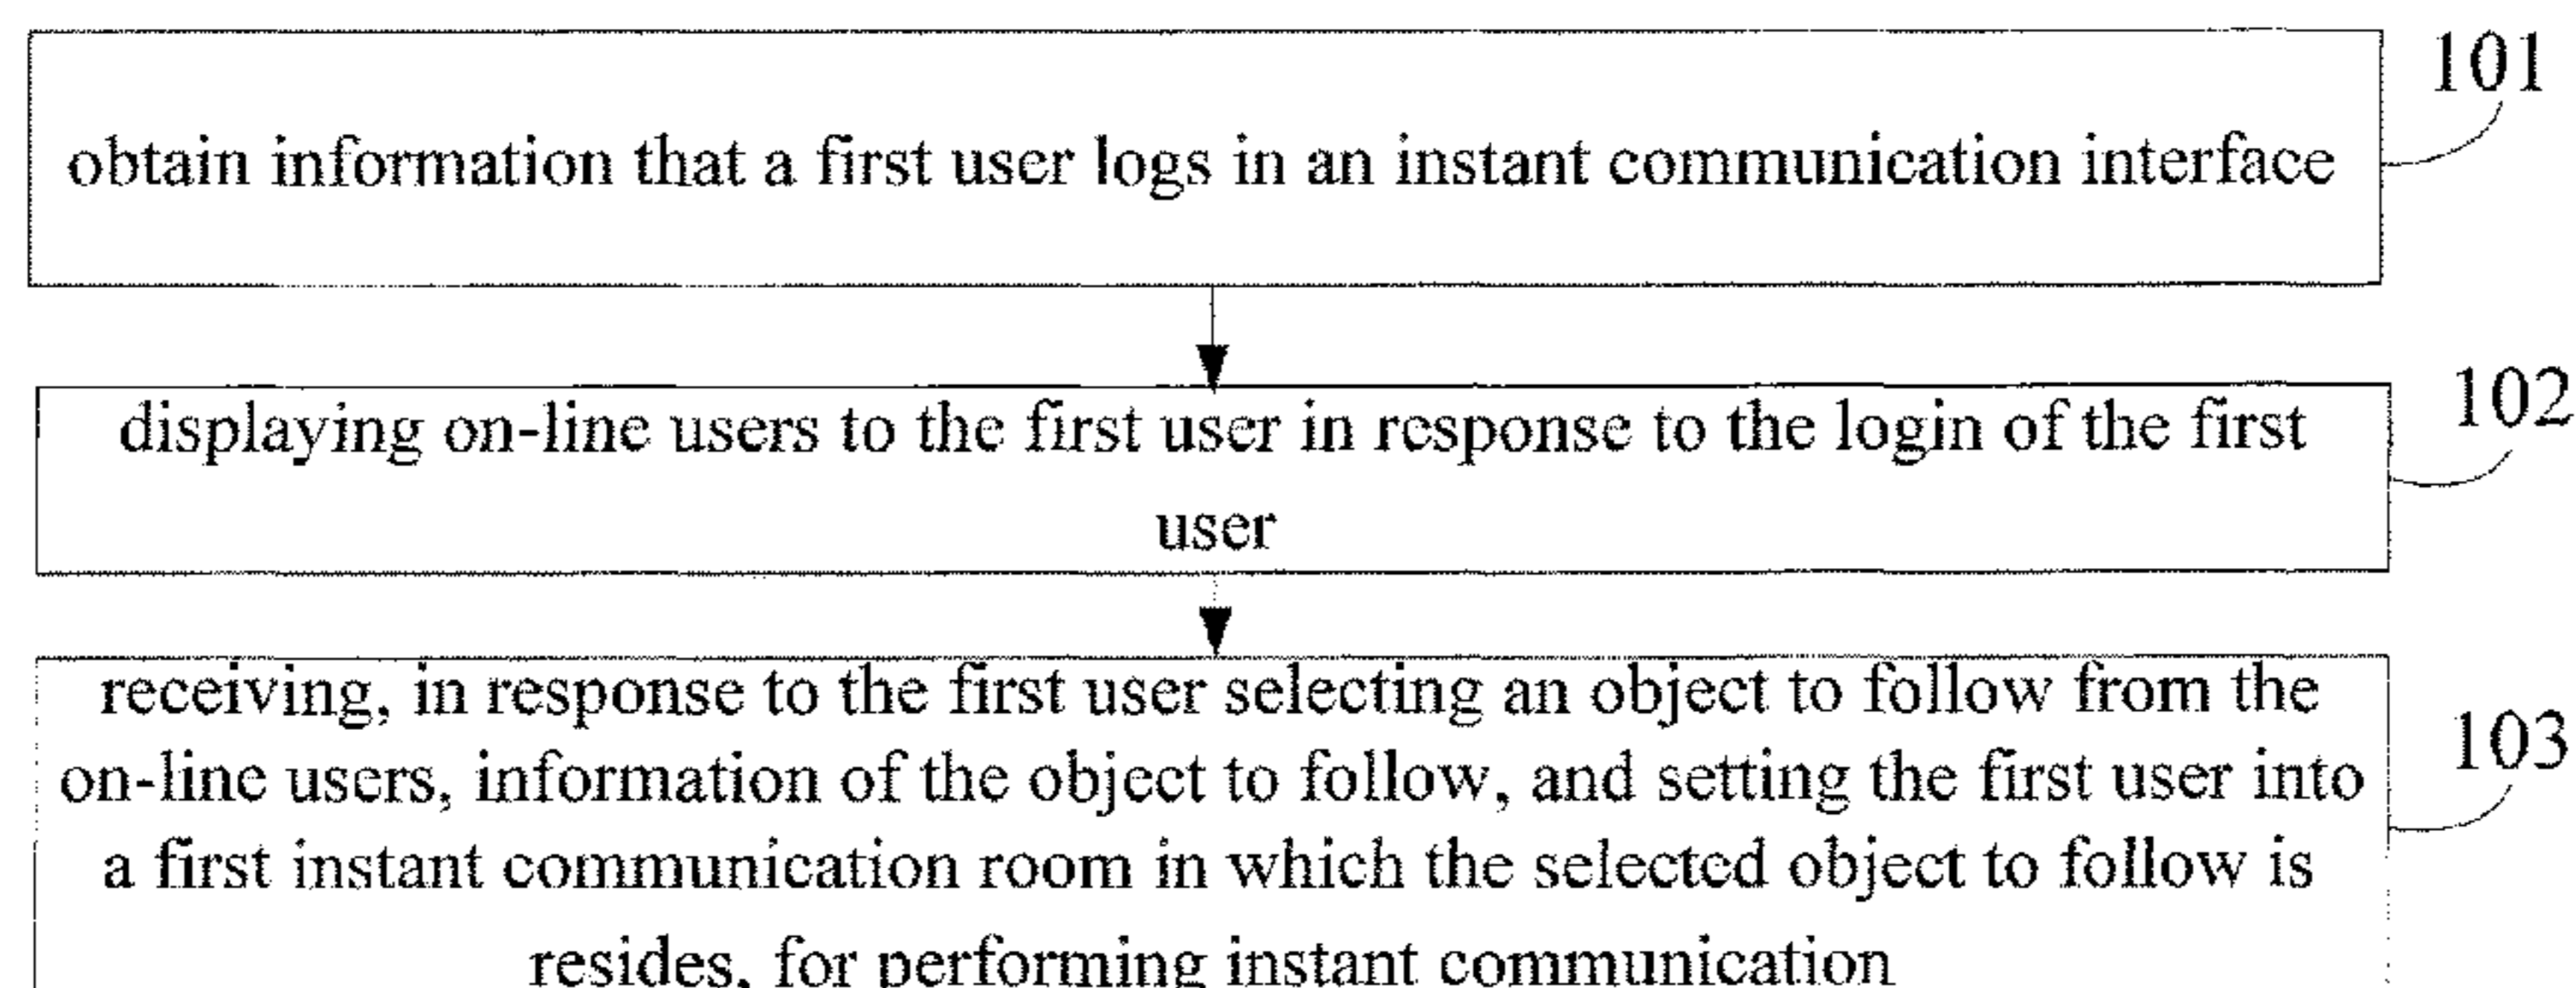 101
obtain information that a first user logs in an instant communication interface
102
displaying on-line users to the first user in response to the login of the first
user
receiving, in response to the first user selecting an object to follow from the
103
on-line users, information of the object to follow, and setting the first user into
a first instant communication room in which the selected object to follow is
resides, for performing instant communication